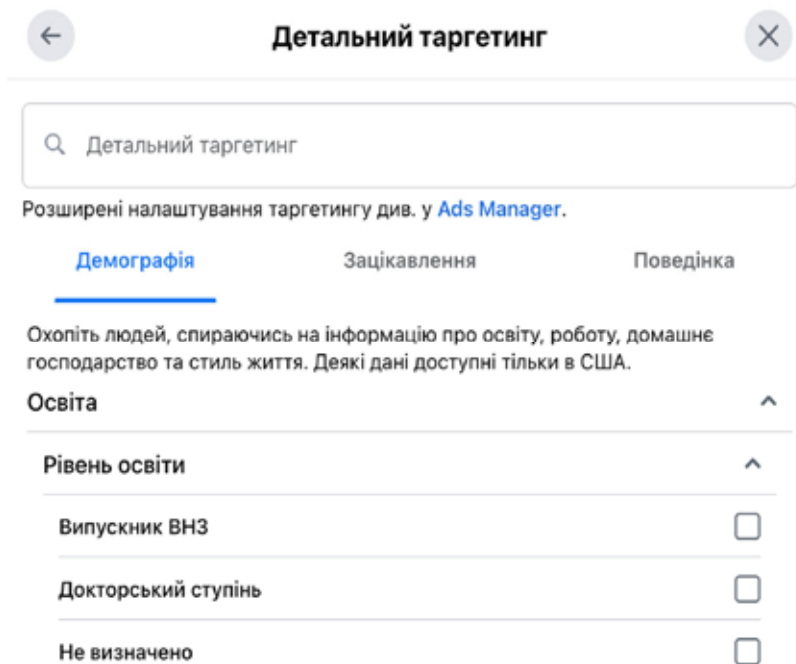 Детальний таргетинг
Детальний таргетинг
Розширені налаштування таргетингу див. у Ads Manager.
Демографія Зацікавлення Поведінка
Охопіть людей, спираючись на інформацію про освіту, роботу, домашнє
господарство та стиль життя. Деякі дані доступні тільки в США.
Освіта
Рівень освіти
Випускник ВНЗ
Докторський ступінь
Не визначено